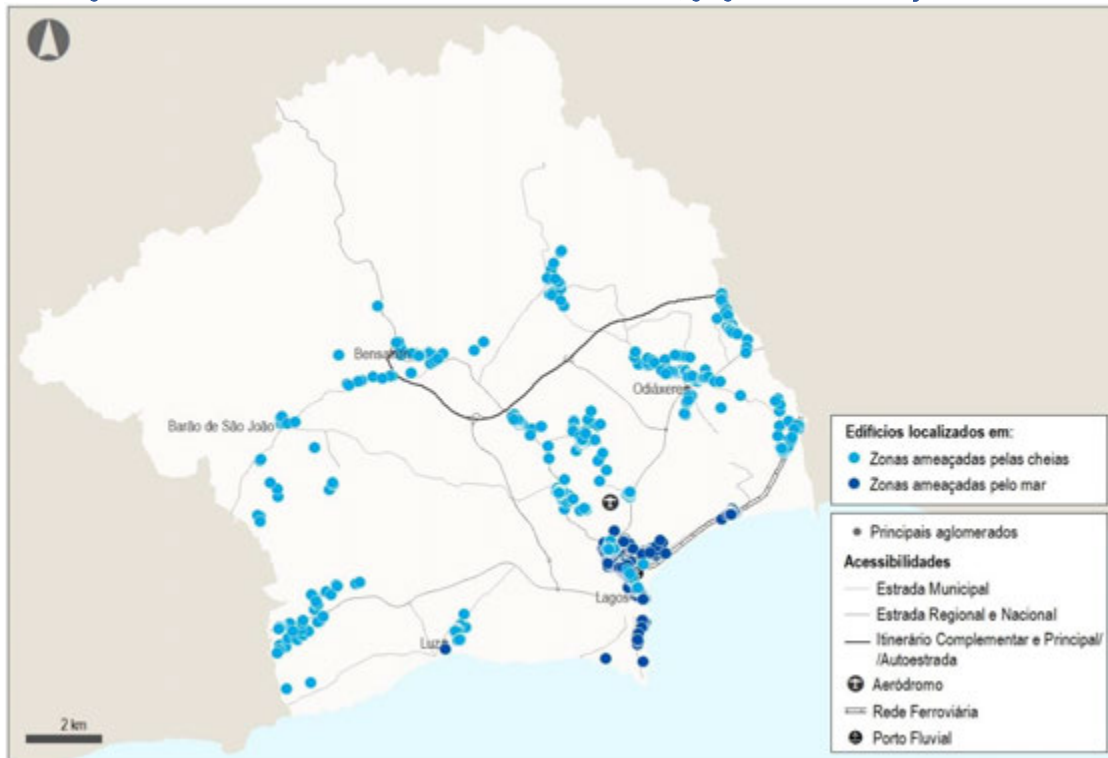 Bensafrim
Odiáxere
Barão de São João
Lagos
Luz
2 km
Edifícios localizados em:
Zonas ameaçadas pelas cheias
Zonas ameaçadas pelo mar
Principais aglomerados
Acessibilidades
Estrada Municipal
Estrada Regional e Nacional
Itinerário Complementar e Principal/
/Autoestrada
Aeródromo
Rede Ferroviária
Porto Fluvial